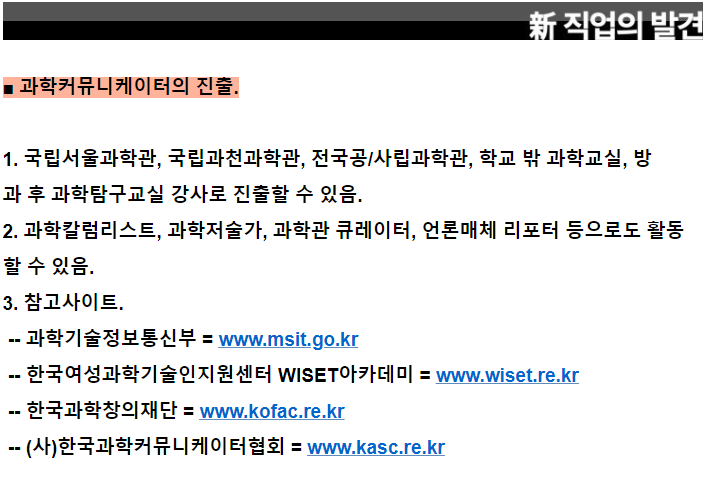 新 직업의 발견
■ 과학커뮤니케이터의 진출.
1. 국립서울과학관, 국립과천과학관, 전국공/사립과학관, 학교 밖 과학교실, 방
과 후 과학탐구교실 강사로 진출할 수 있음.
2. 과학칼럼리스트, 과학저술가, 과학관 큐레이터, 언론매체 리포터 등으로도 활동
할 수 있음.
3. 참고사이트.
-- 과학기술정보통신부 = www.msit.go.kr
-- 한국여성과학기술인지원센터 WISET아카데미 = www.wiset.re.kr
-- 한국과학창의재단 = www.kofac.re.kr
-- (사)한국과학커뮤니케이터협회 = www.kasc.re.kr